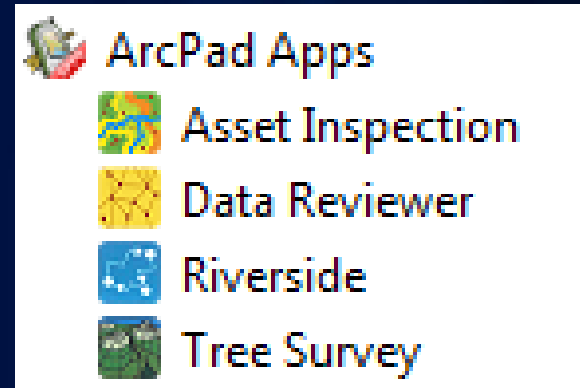 ArcPad Apps
Asset Inspection
Data Reviewer
Riverside
Tree Survey